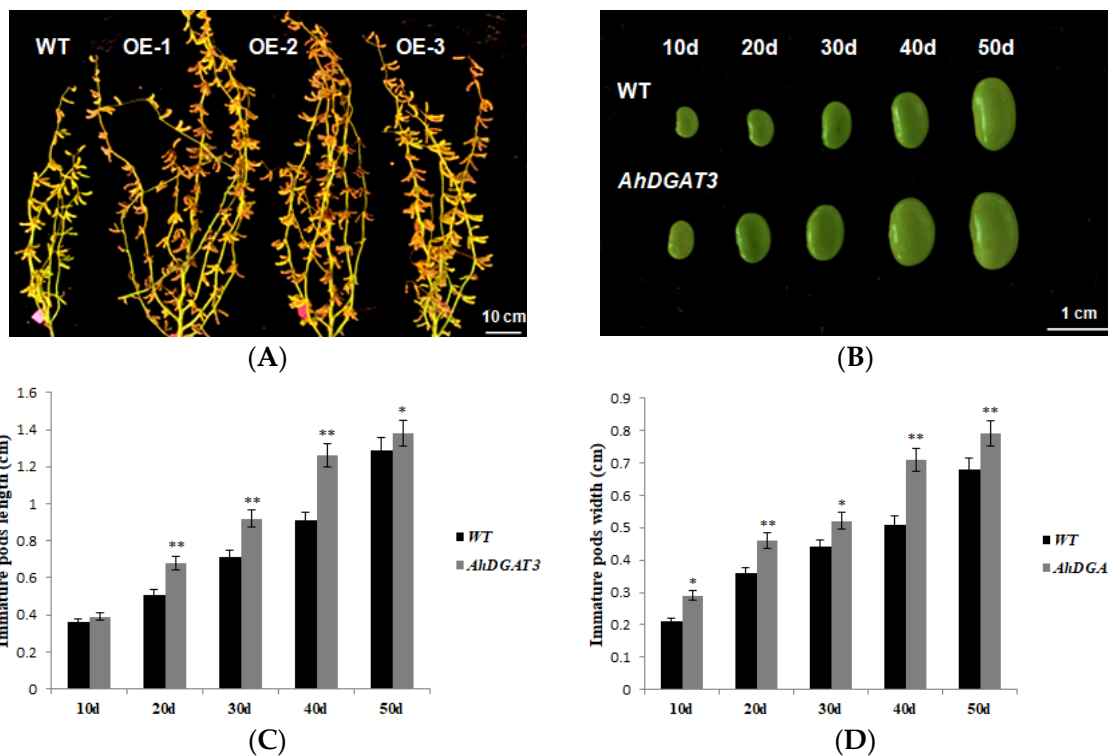 WT OE-1 OE-2 OE-3
10 cm
(A)
10d 20d 30d 40d 50d
WT
AhDGAT3
1 cm
(B)
Immature pods length (cm)
1.6
1.4
1.2
1
0.8
0.6
0.4
0.2
0
10d 20d 30d 40d 50d
*
**
**
**
*
WT
AhDGAT3
(C)
Immature pods width (cm)
0.9
0.8
0.7
0.6
0.5
0.4
0.3
0.2
0.1
0
10d 20d 30d 40d 50d
*
**
*
**
**
WT
AhDGA
(D)